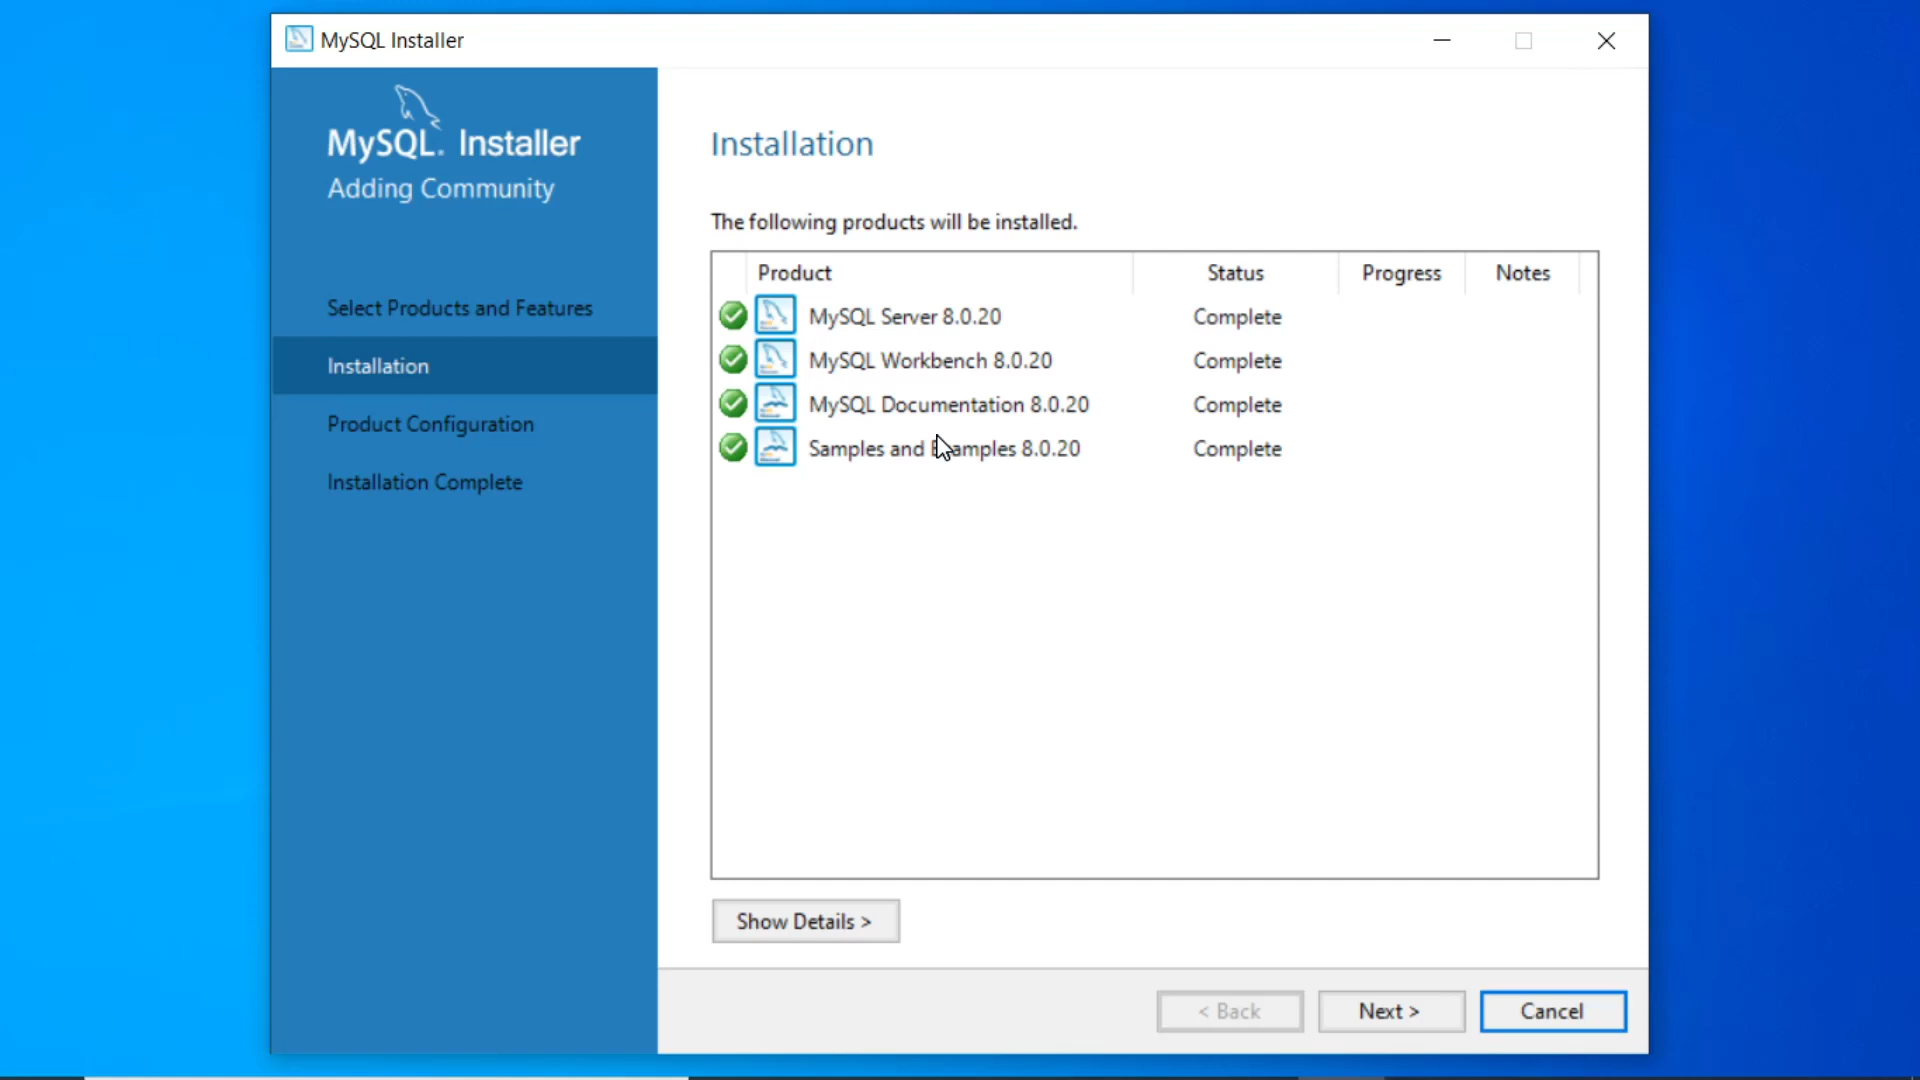 MySQL Installer
MySQL. Installer
Adding Community
Select Products and Features
Installation
Product Configuration
Installation Complete
Installation
The following products will be installed.
Product Status Progress Notes
MySQL Server 8.0.20 Complete
MySQL Workbench 8.0.20 Complete
MySQL Documentation 8.0.20 Complete
Samples and Examples 8.0.20 Complete
Show Details >
< Back Next > Cancel